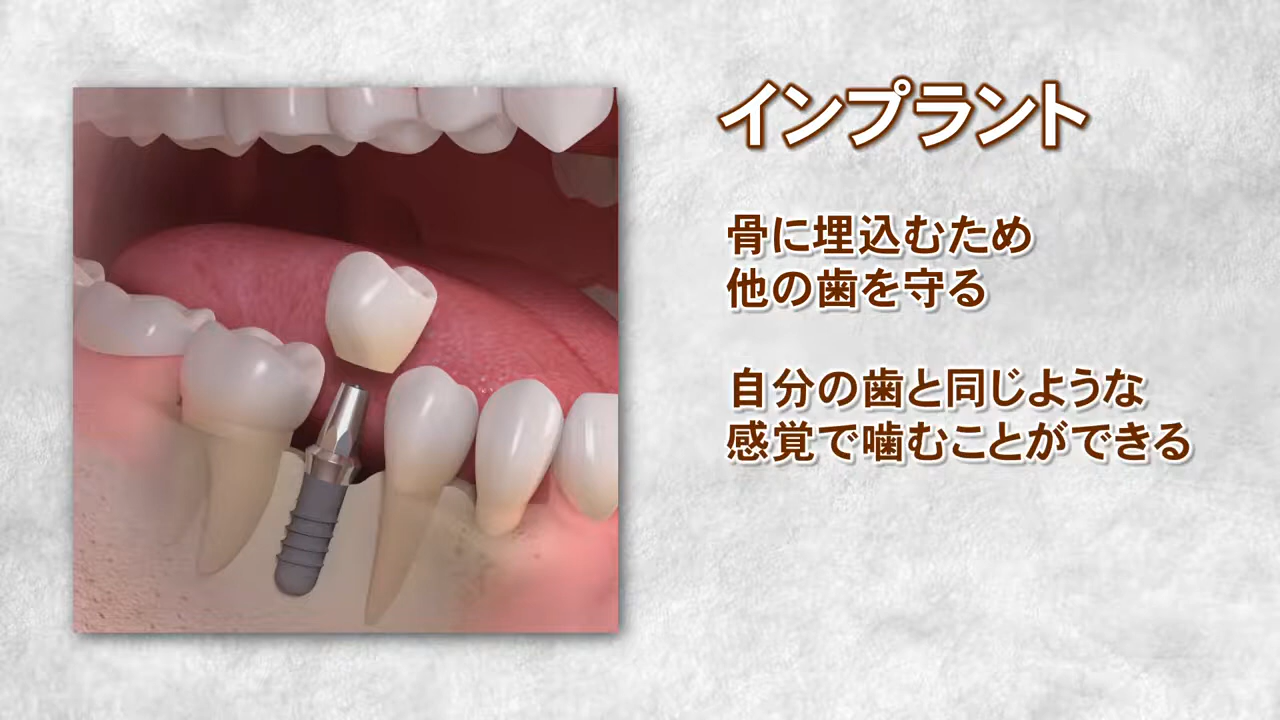 インプラント
骨に埋込むため
他の歯を守る
自分の歯と同じような
感覚で噛むことができる